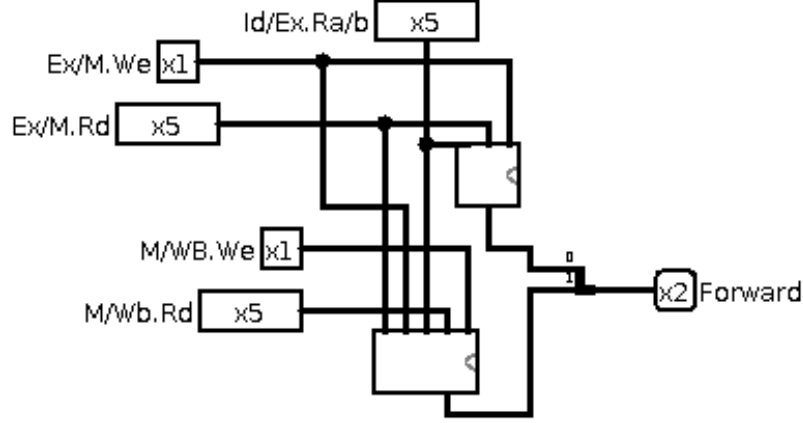 Id/Ex.Ra/b x5
Ex/M.We x1
Ex/M.Rd x5
M/WB.We x1
0
1
x2 Forward
M/Wb.Rd x5